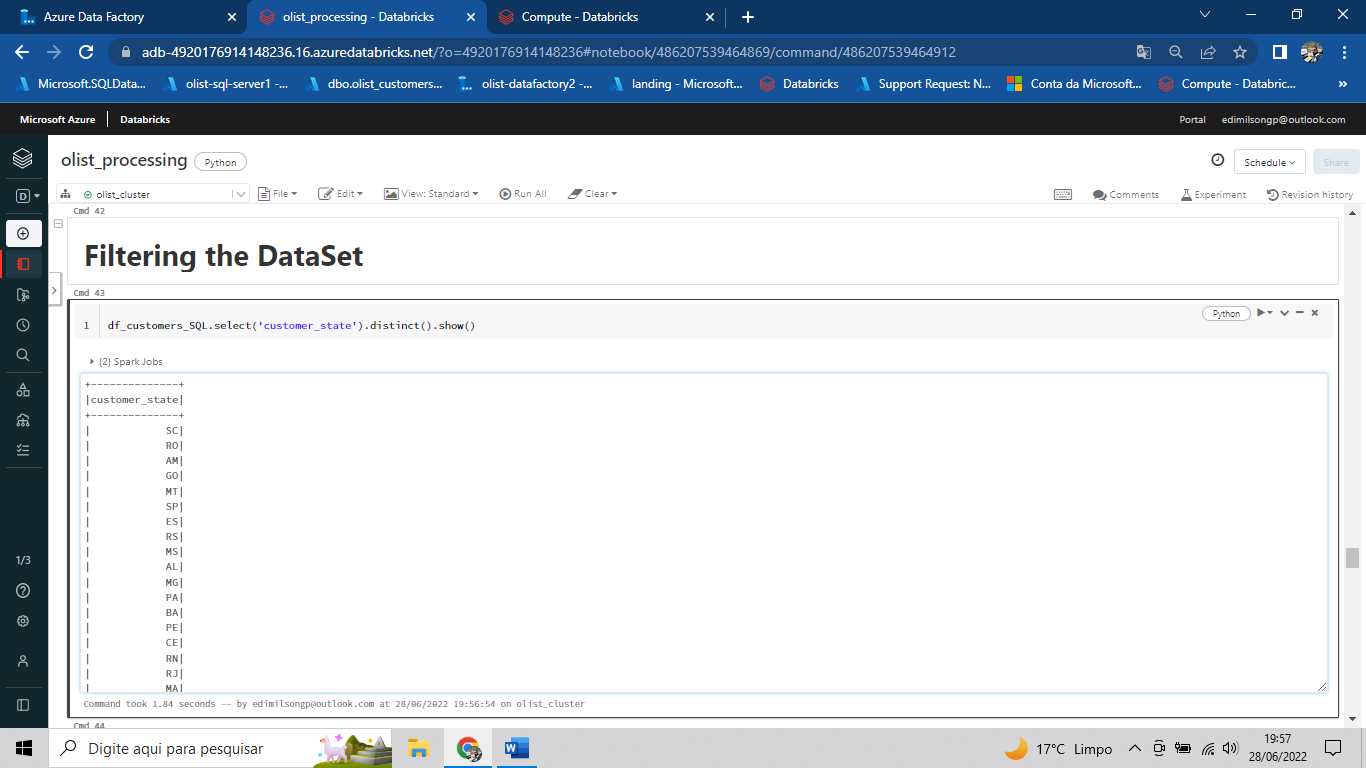 Azure Data Factory
olist_processing - Databricks
Compute - Databricks
adb-4920176914148236.16.azuredatabricks.net/?o=4920176914148236#notebook/486207539464869/command/486207539464912
Microsoft.SQLData...
olist-sql-server1 -...
dbo.olist_customers...
olist-datafactory2 -...
landing - Microsoft...
Databricks
Support Request: N...
Conta da Microsoft...
Compute - Databric...
Microsoft Azure
Databricks
Portal
edimilsongp@outlook.com
olist_processing
Python
Schedule
Share
D
olist_cluster
File
Edit
View: Standard
Run All
Clear
Comments
Experiment
Revision history
Cmd 42
Filtering the DataSet
Cmd 43
Python
1 df_customers_SQL.select('customer_state').distinct().show()
(2) Spark Jobs
+--------------+
|customer_state|
+--------------+
|            SC|
|            RO|
|            AM|
|            GO|
|            MT|
|            SP|
|            ES|
|            RS|
|            MS|
|            AL|
|            MG|
|            PA|
|            BA|
|            PE|
|            CE|
|            RN|
|            RJ|
|            MA|
Command took 1.84 seconds -- by edimilsongp@outlook.com at 28/06/2022 19:56:54 on olist_cluster
Cmd 44
1/3
Digite aqui para pesquisar
17°C Limpo
19:57
28/06/2022